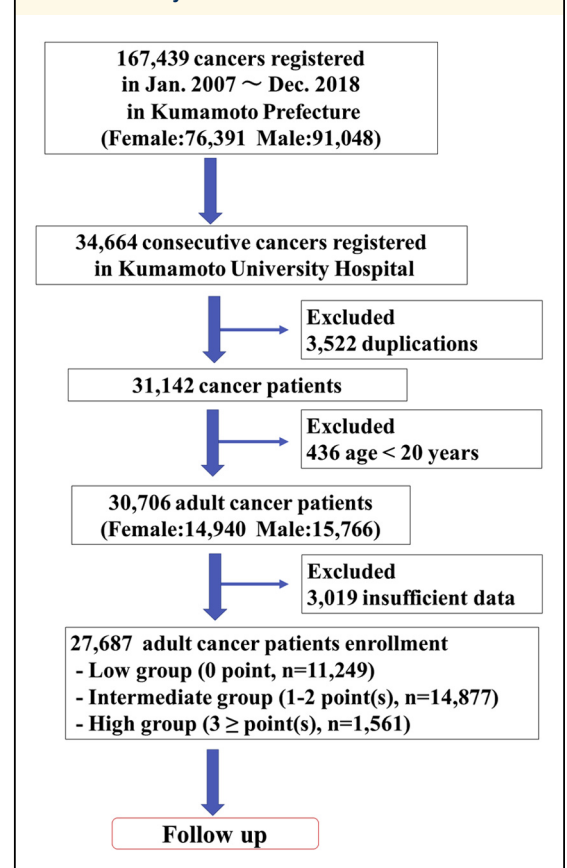 167,439 cancers registered
in Jan. 2007 ～ Dec. 2018
in Kumamoto Prefecture
(Female:76,391 Male:91,048)
34,664 consecutive cancers registered
in Kumamoto University Hospital
Excluded
3,522 duplications
31,142 cancer patients
Excluded
436 age < 20 years
30,706 adult cancer patients
(Female:14,940 Male:15,766)
Excluded
3,019 insufficient data
27,687 adult cancer patients enrollment
- Low group (0 point, n=11,249)
- Intermediate group (1-2 point(s), n=14,877)
- High group (3 ≥ point(s), n=1,561)
Follow up